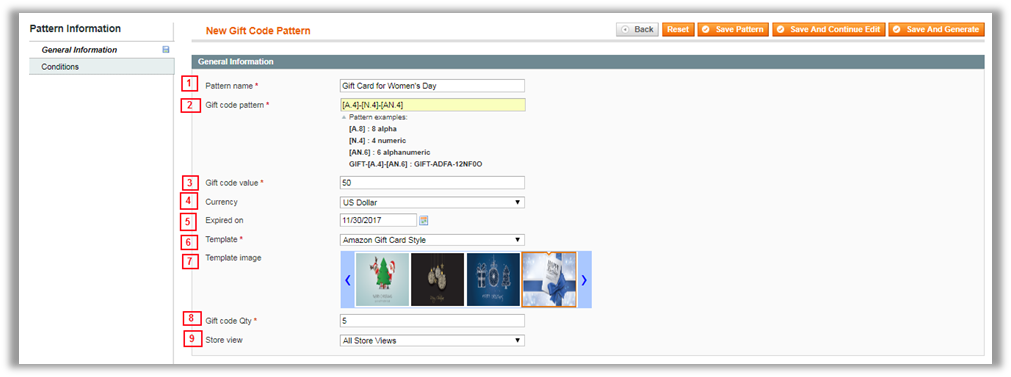 Pattern Information
General Information
Conditions
New Gift Code Pattern
Back Reset Save Pattern Save And Continue Edit Save And Generate
General Information
1 Pattern name * Gift Card for Women's Day
2 Gift code pattern * [A.4]-[N.4]-[AN.4]
Pattern examples:
[A.8] : 8 alpha
[N.4] : 4 numeric
[AN.6] : 6 alphanumeric
GIFT-[A.4]-[AN.6] : GIFT-ADFA-12NF0O
3 Gift code value * 50
4 Currency US Dollar
5 Expired on 11/30/2017
6 Template * Amazon Gift Card Style
7 Template image
8 Gift code Qty * 5
9 Store view All Store Views